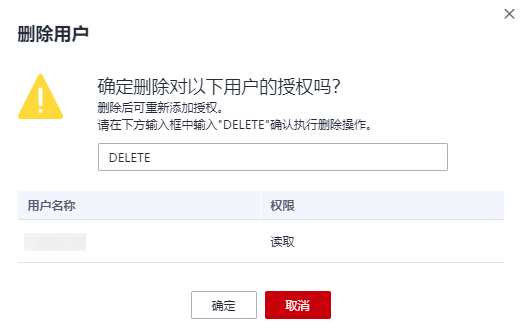 删除用户
确定删除对以下用户的授权吗?
删除后可重新添加授权。
请在下方输入框中输入"DELETE"确认执行删除操作。
DELETE
用户名称 权限
读取
确定 取消